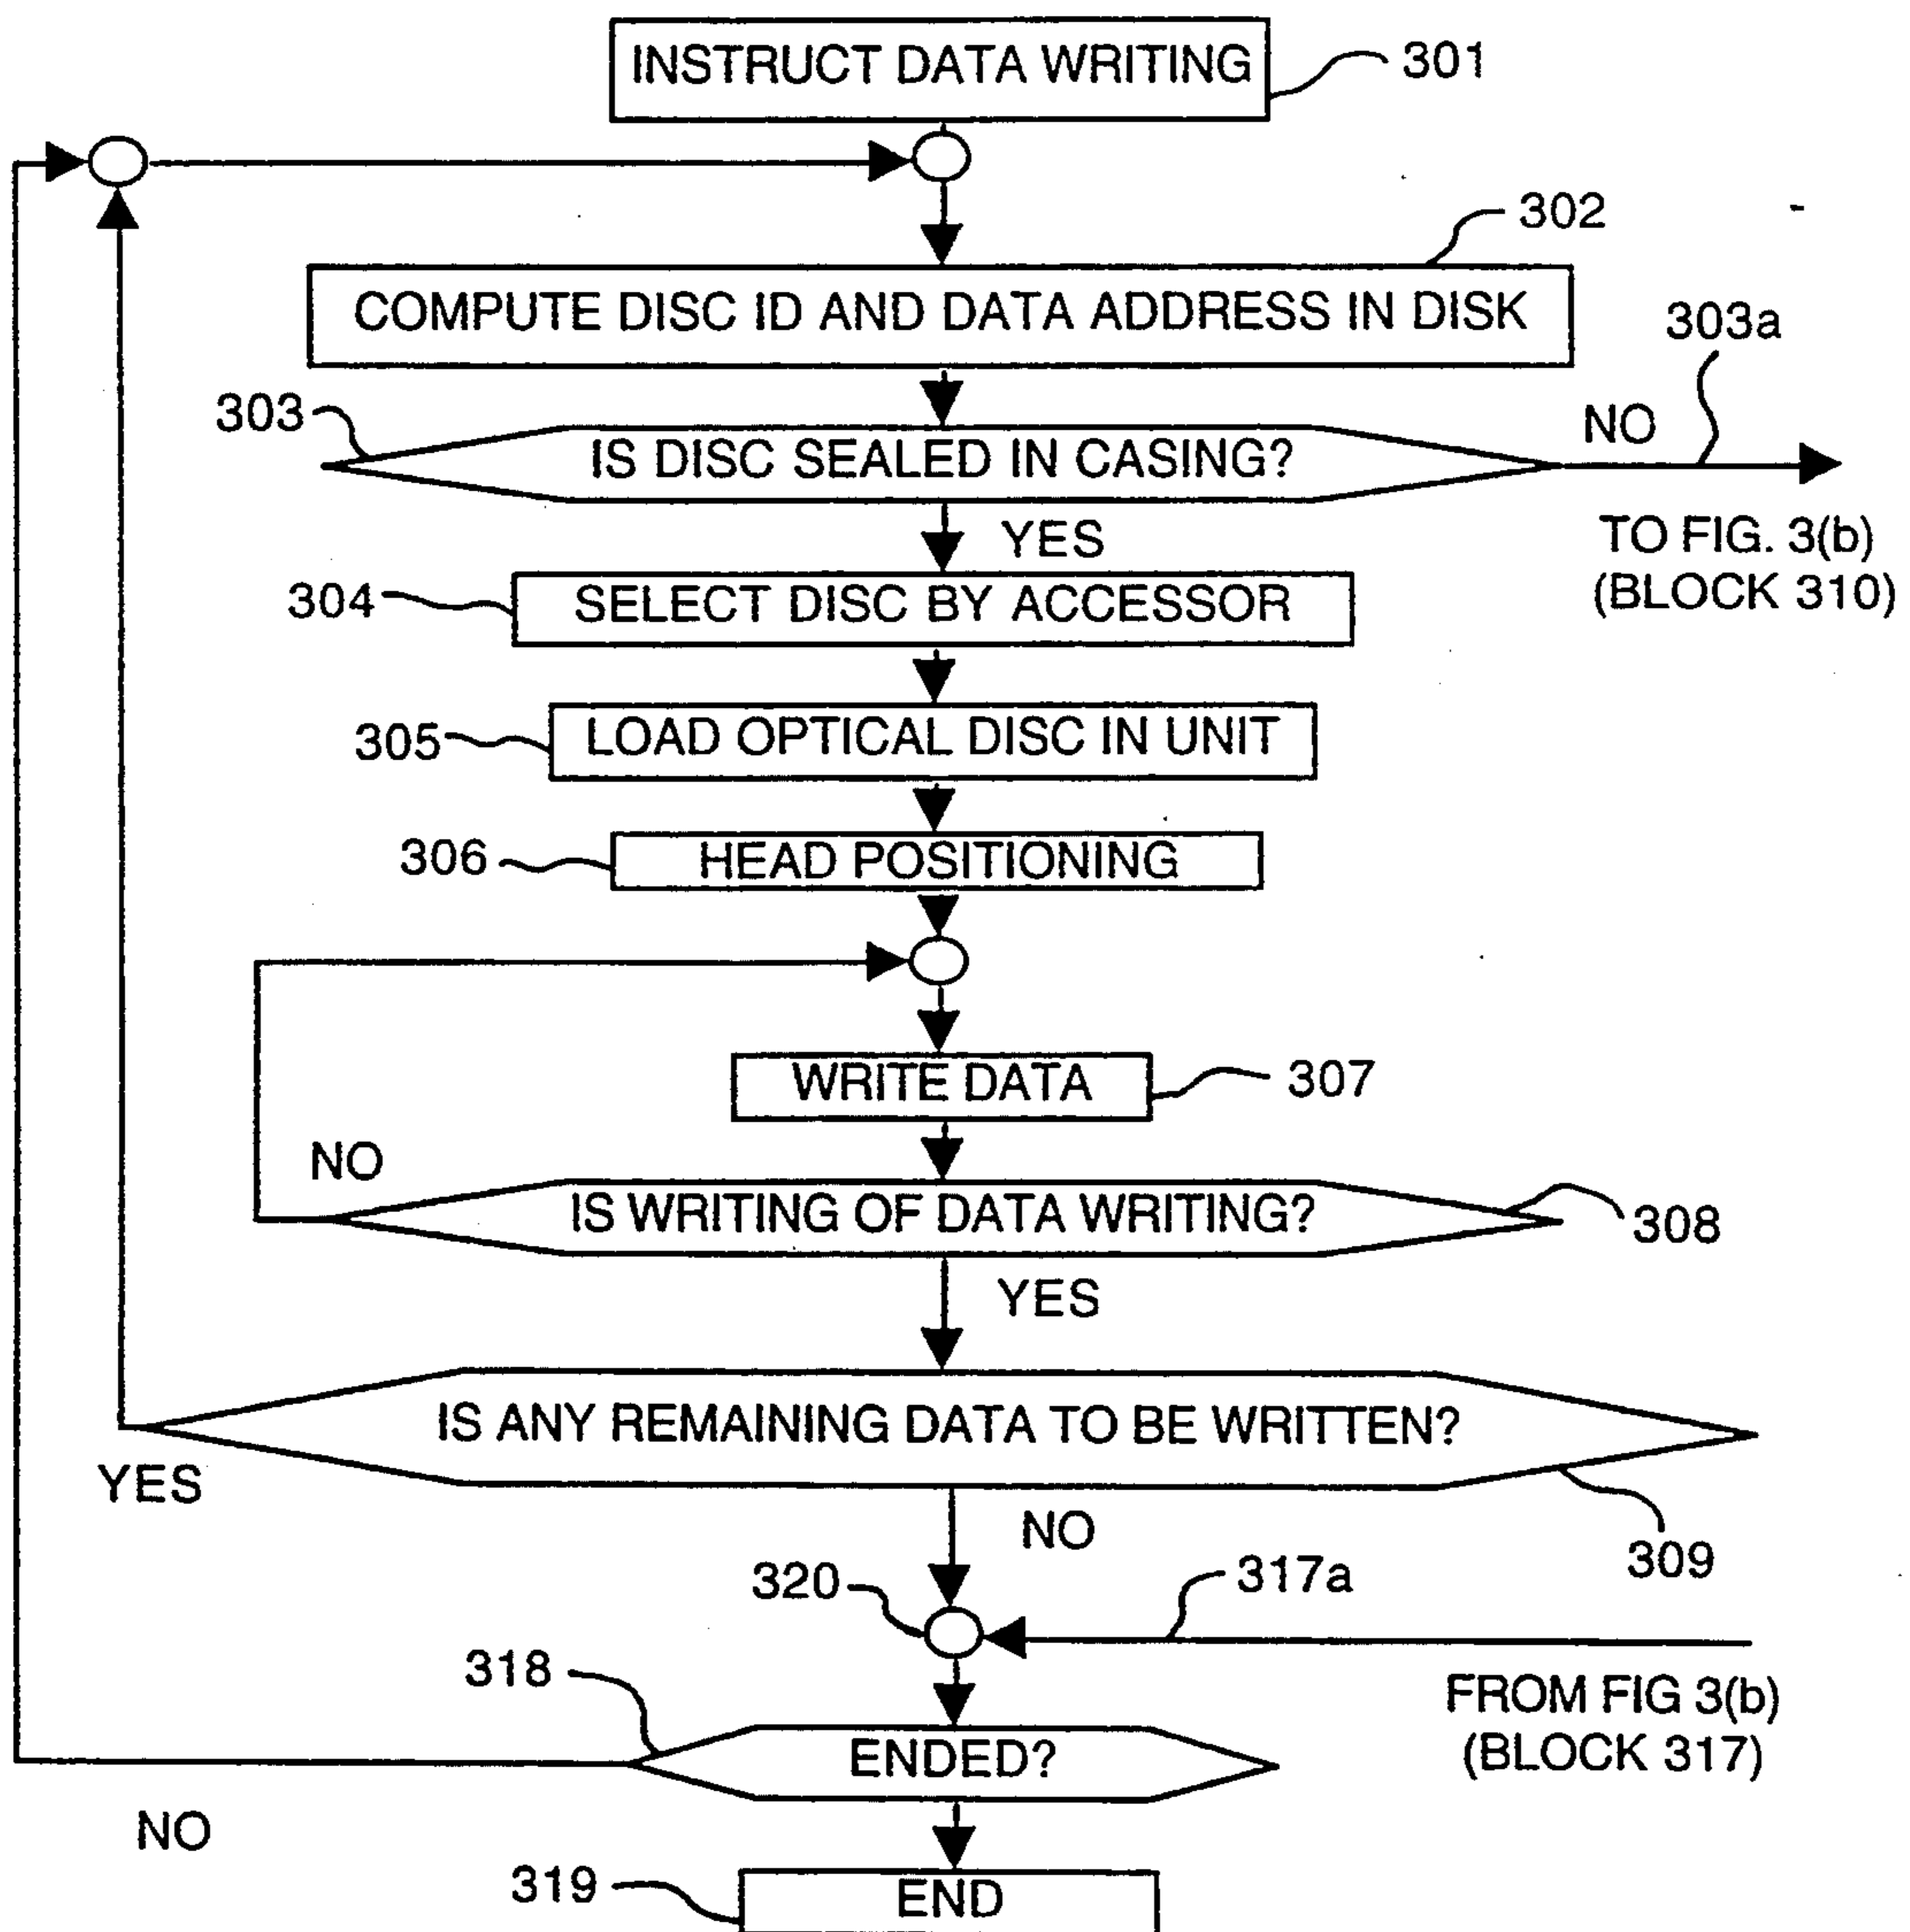 INSTRUCT DATA WRITING
301
302
COMPUTE DISC ID AND DATA ADDRESS IN DISK
303a
303
IS DISC SEALED IN CASING?
NO
YES
TO FIG. 3(b)
(BLOCK 310)
304
SELECT DISC BY ACCESSOR
305
LOAD OPTICAL DISC IN UNIT
306
HEAD POSITIONING
WRITE DATA
307
NO
IS WRITING OF DATA WRITING?
308
YES
IS ANY REMAINING DATA TO BE WRITTEN?
YES
NO
309
320
317a
318
FROM FIG 3(b)
(BLOCK 317)
ENDED?
NO
319
END